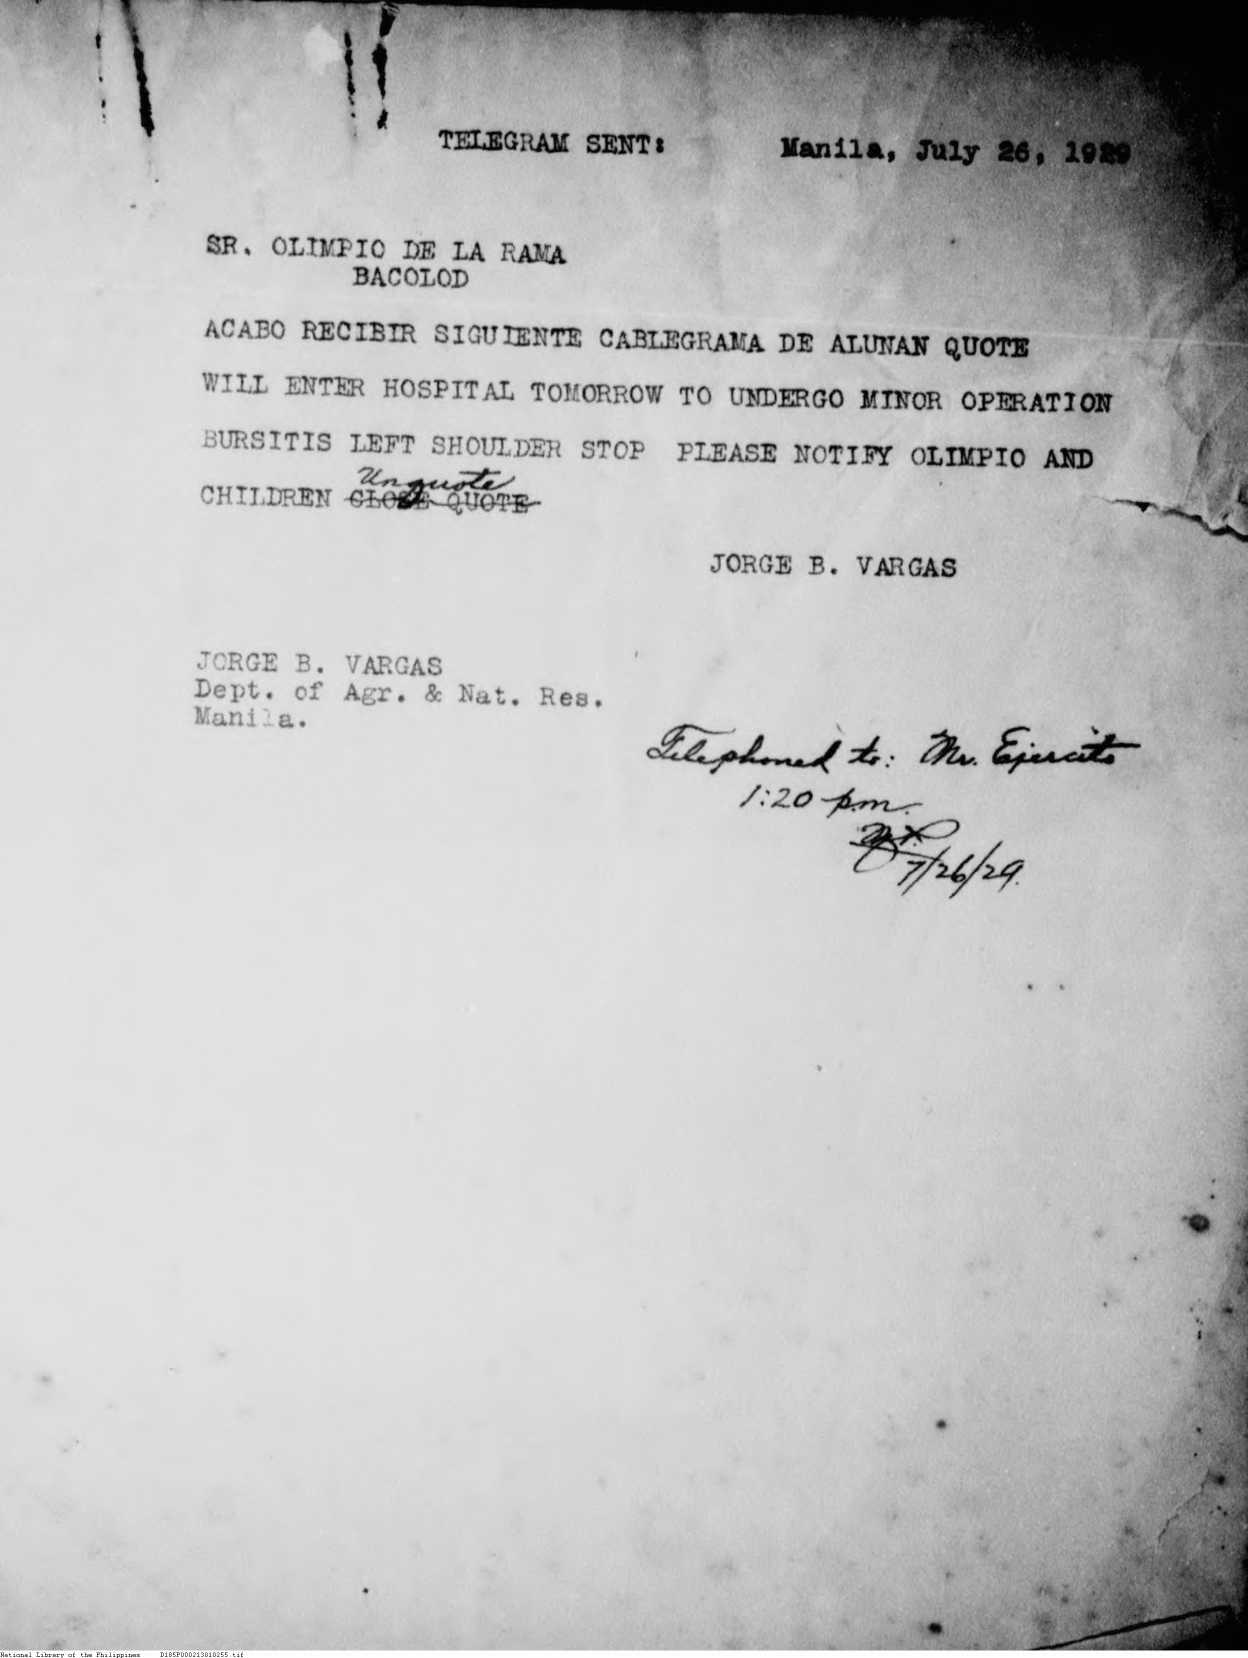 TELEGRAM SENT: Manila, July 26, 1929
SR. OLIMPIO DE LA RAMA
BACOLOD
ACABO RECIBIR SIGUIENTE CABLEGRAMA DE ALUNAN QUOTE
WILL ENTER HOSPITAL TOMORROW TO UNDERGO MINOR OPERATION
BURSITIS LEFT SHOULDER STOP PLEASE NOTIFY OLIMPIO AND
Unquote
CHILDREN CLOSE QUOTE
JORGE B. VARGAS
JORGE B. VARGAS
Dept. of Agr. & Nat. Res.
Manila.
Telephoned to: Mr. Ejercito
1:20 p.m.
7/26/29.
National Library of the Philippines D185P000213010255.tif